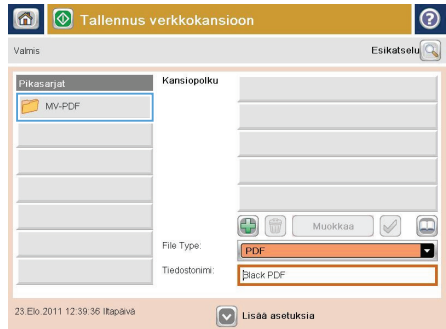 Tallennus verkkokansioon
Valmis
Esikatselu
Pikasarjat
Kansiopolku
MV-PDF
Muokkaa
File Type:
PDF
Tiedostonimi:
Black PDF
23.Elo.2011 12:39:36 Iltapäivä
Lisää asetuksia